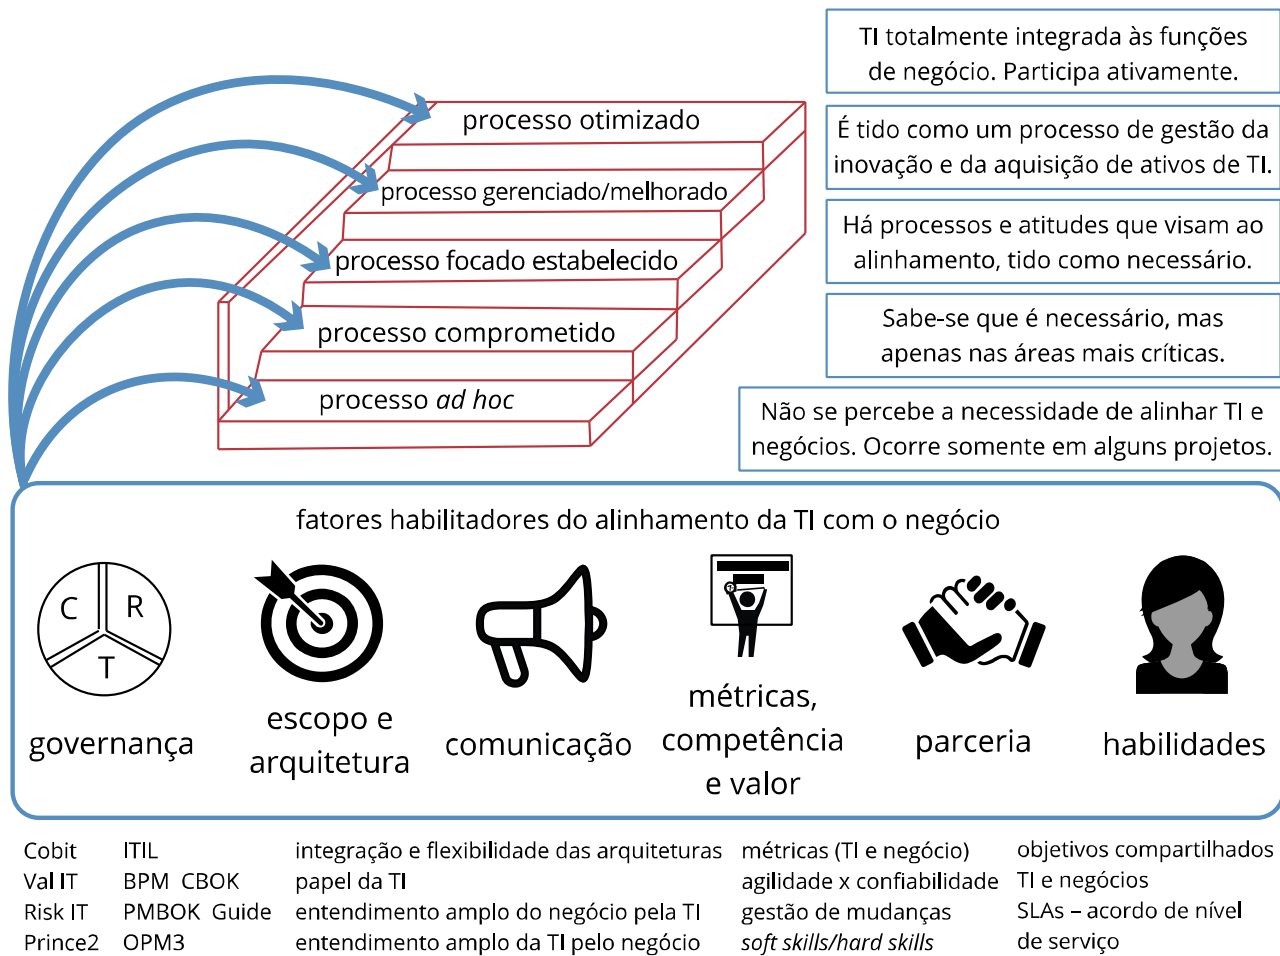 TI totalmente integrada às funções
de negócio. Participa ativamente.
processo otimizado
É tido como um processo de gestão da
inovação e da aquisição de ativos de TI.
processo gerenciado/melhorado
Há processos e atitudes que visam ao
alinhamento, tido como necessário.
processo focado estabelecido
Sabe-se que é necessário, mas
apenas nas áreas mais críticas.
processo comprometido
Não se percebe a necessidade de alinhar TI e
negócios. Ocorre somente em alguns projetos.
processo ad hoc
fatores habilitadores do alinhamento da TI com o negócio
C R
T
governança
escopo e
arquitetura
comunicação
métricas,
competência
e valor
parceria
habilidades
Cobit
Val IT
Risk IT
Prince2
ITIL
BPM CBOK
PMBOK Guide
OPM3
integração e flexibilidade das arquiteturas
papel da TI
entendimento amplo do negócio pela TI
entendimento amplo da TI pelo negócio
métricas (TI e negócio)
agilidade x confiabilidade
gestão de mudanças
soft skills/hard skills
objetivos compartilhados
TI e negócios
SLAs – acordo de nível
de serviço